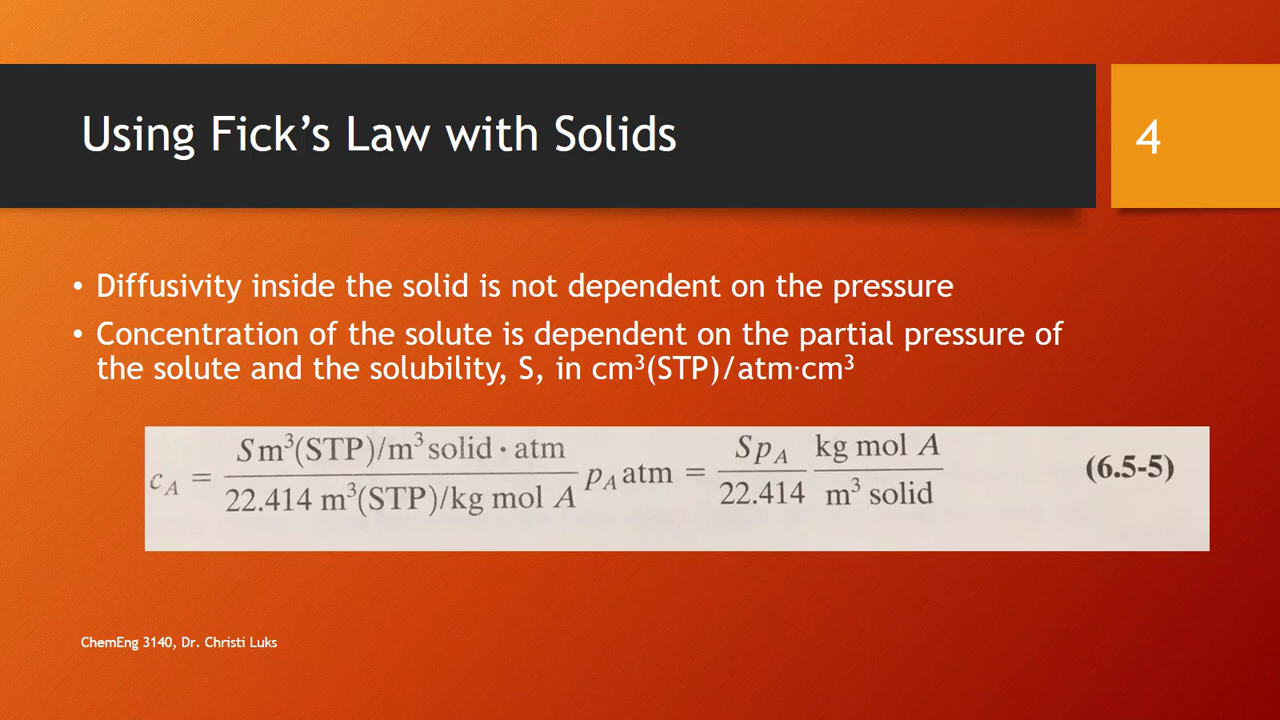 Using Fick's Law with Solids
4
• Diffusivity inside the solid is not dependent on the pressure
• Concentration of the solute is dependent on the partial pressure of
the solute and the solubility, S, in cm³(STP)/atm·cm³
c_A = \frac{S m³(STP)/m³ solid · atm}{22.414 m³(STP)/kg mol A} p_A atm = \frac{Sp_A}{22.414} \frac{kg mol A}{m³ solid} (6.5-5)
ChemEng 3140, Dr. Christi Luks